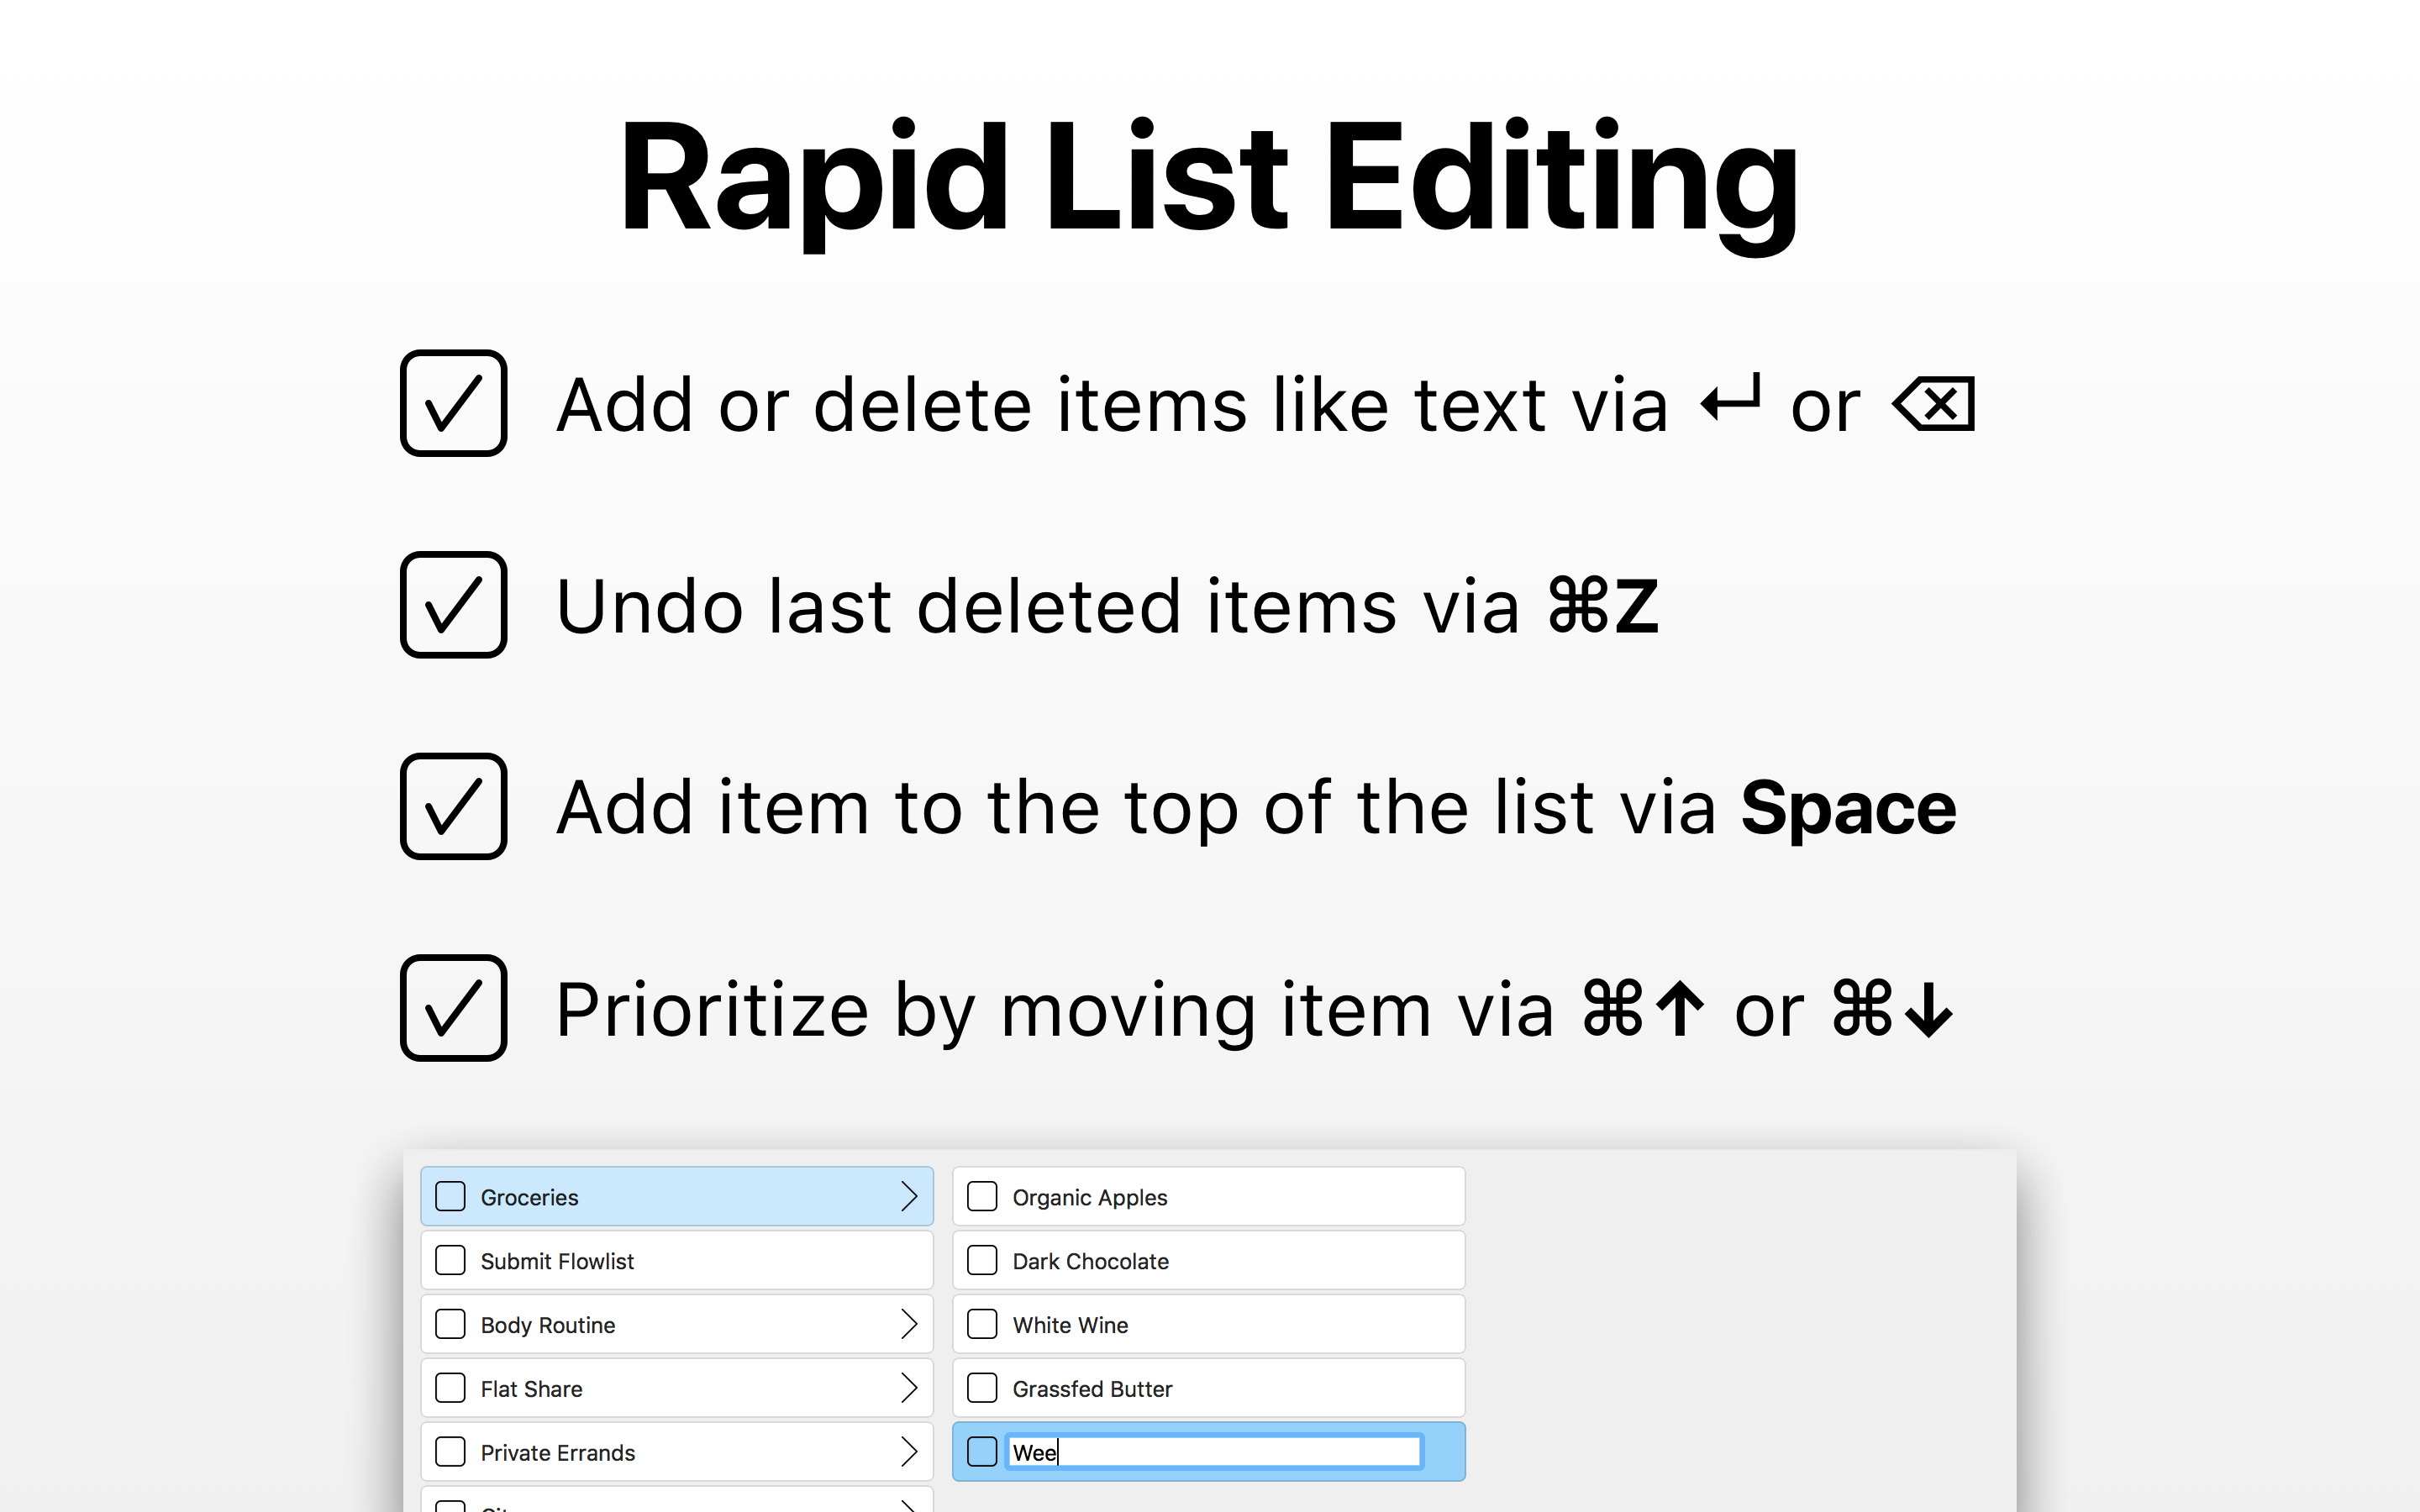 Rapid List Editing
Add or delete items like text via ↵ or ⌫
Undo last deleted items via ⌘Z
Add item to the top of the list via Space
Prioritize by moving item via ⌘↑ or ⌘↓
Groceries
Submit Flowlist
Body Routine
Flat Share
Private Errands
Organic Apples
Dark Chocolate
White Wine
Grassfed Butter
Wee